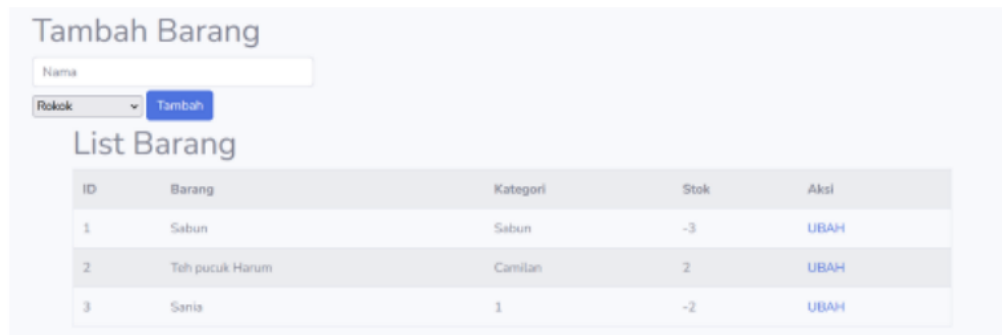 Tambah Barang
Nama
Rokok Tambah
List Barang
ID Barang Kategori Stok Aksi
1 Sabun Sabun -3 UBAH
2 Teh pucuk Harum Camilan 2 UBAH
3 Sania 1 -2 UBAH